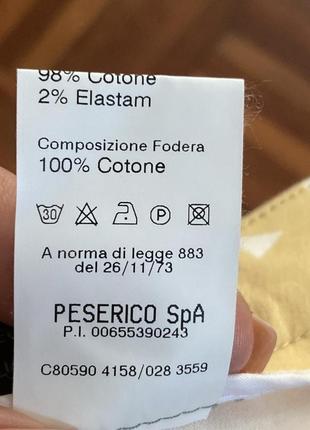 98% Cotone
2% Elastam
Composizione Fodera
100% Cotone
30 P
A norma di legge 883
del 26/11/73
PESERICO SpA
P.I. 00655390243
C80590 4158/028 3559